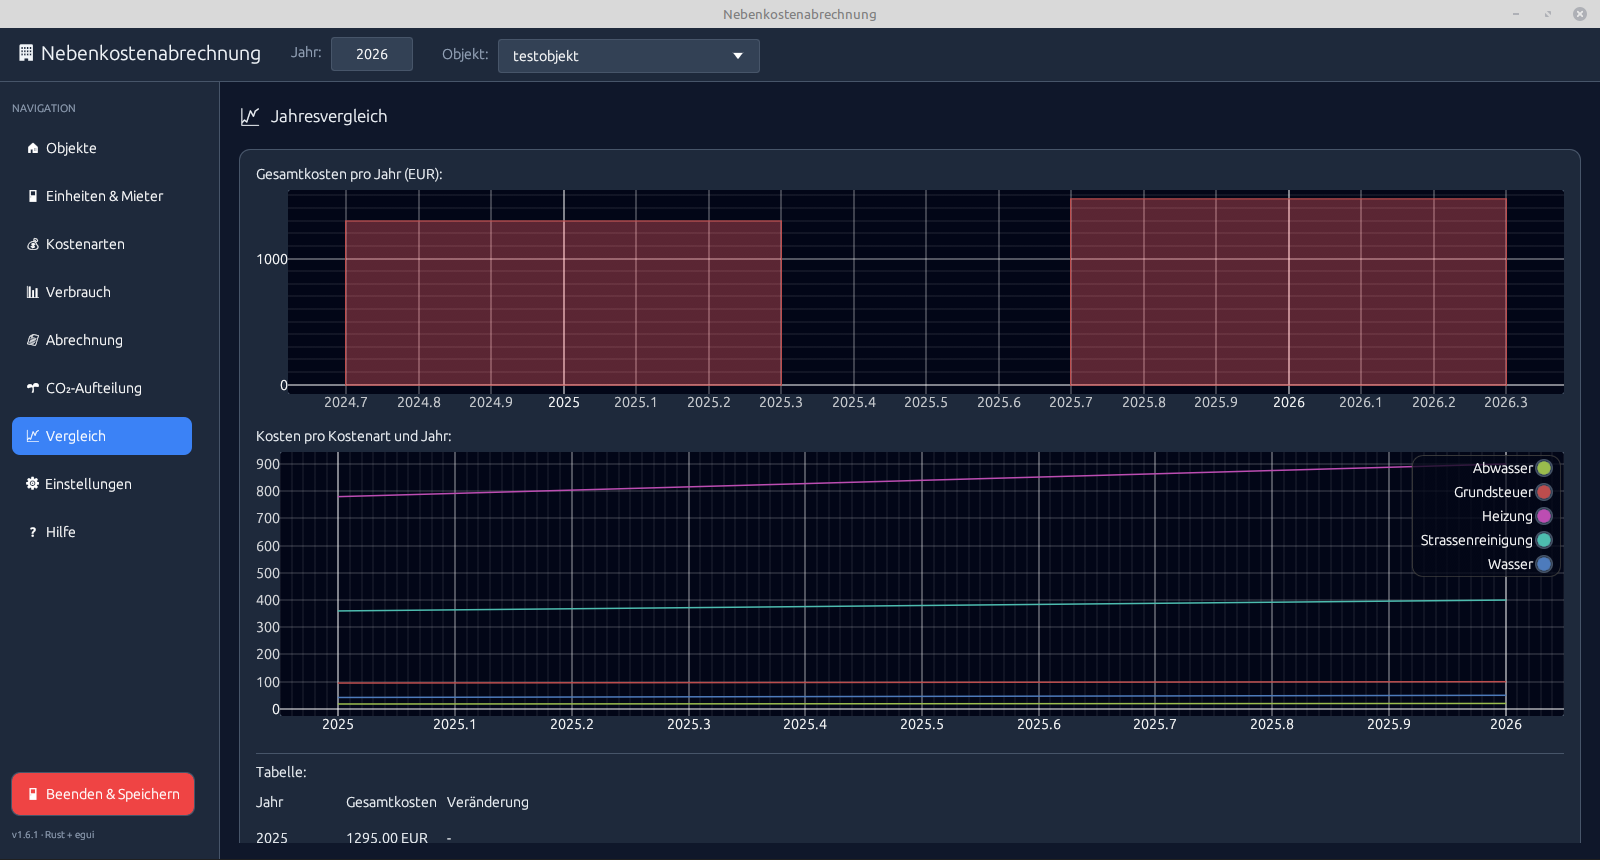 Nebenkostenabrechnung
Nebenkostenabrechnung
Jahr: 2026
Objekt: testobjekt
NAVIGATION
Objekte
Einheiten & Mieter
Kostenarten
Verbrauch
Abrechnung
CO₂-Aufteilung
Vergleich
Einstellungen
? Hilfe
Beenden & Speichern
v1.6.1 · Rust + egui
Jahresvergleich
Gesamtkosten pro Jahr (EUR):
1000
0
2024.7 2024.8 2024.9 2025 2025.1 2025.2 2025.3 2025.4 2025.5 2025.6 2025.7 2025.8 2025.9 2026 2026.1 2026.2 2026.3
Kosten pro Kostenart und Jahr:
900
800
700
600
500
400
300
200
100
0
Abwasser
Grundsteuer
Heizung
Strassenreinigung
Wasser
2025 2025.1 2025.2 2025.3 2025.4 2025.5 2025.6 2025.7 2025.8 2025.9 2026
Tabelle:
Jahr Gesamtkosten Veränderung
2025 1295.00 EUR -